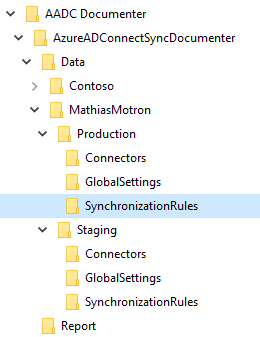 AADC Documenter
AzureADConnectSyncDocumenter
Data
Contoso
MathiasMotron
Production
Connectors
GlobalSettings
SynchronizationRules
Staging
Connectors
GlobalSettings
SynchronizationRules
Report